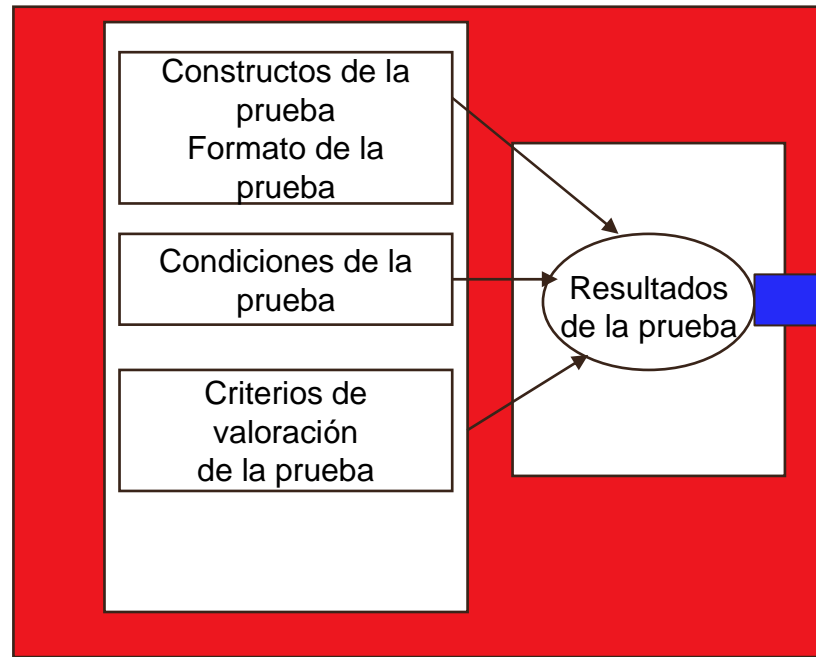 Constructos de la
prueba
Formato de la
prueba
Condiciones de la
prueba
Criterios de
valoración
de la prueba
Resultados
de la prueba